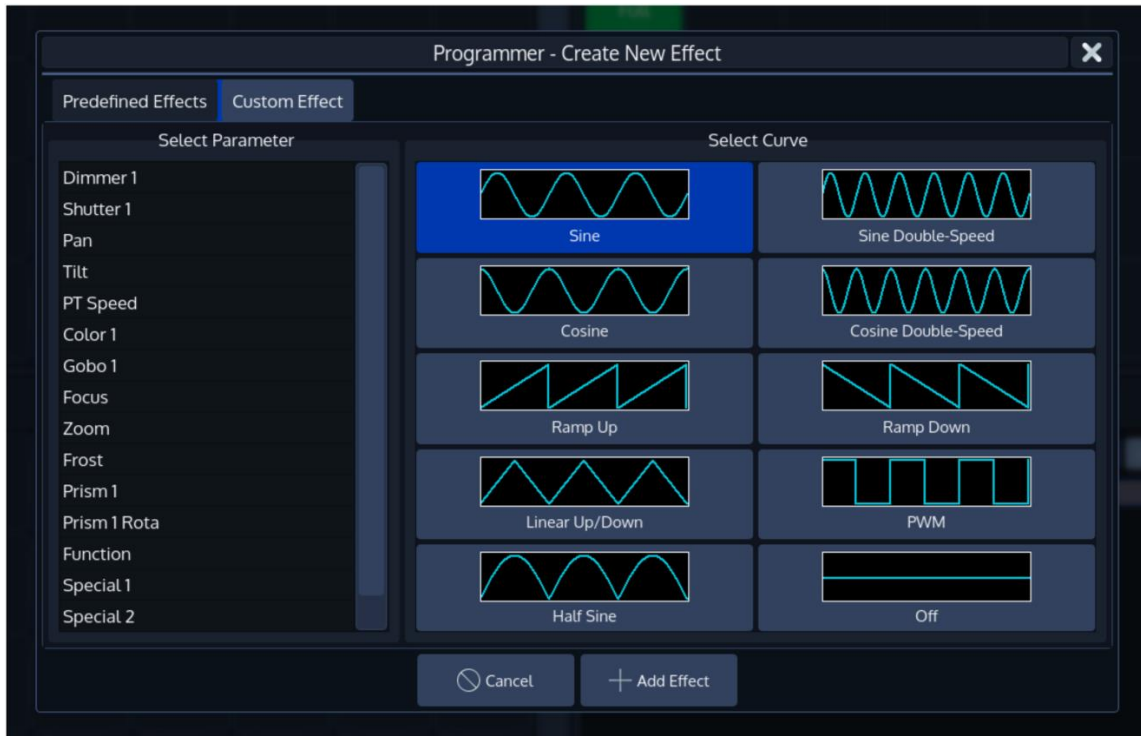 Programmer - Create New Effect
Predefined Effects
Custom Effect
Select Parameter
Dimmer 1
Shutter 1
Pan
Tilt
PT Speed
Color 1
Gobo 1
Focus
Zoom
Frost
Prism 1
Prism 1 Rota
Function
Special 1
Special 2
Select Curve
Sine
Sine Double-Speed
Cosine
Cosine Double-Speed
Ramp Up
Ramp Down
Linear Up/Down
PWM
Half Sine
Off
Cancel
Add Effect